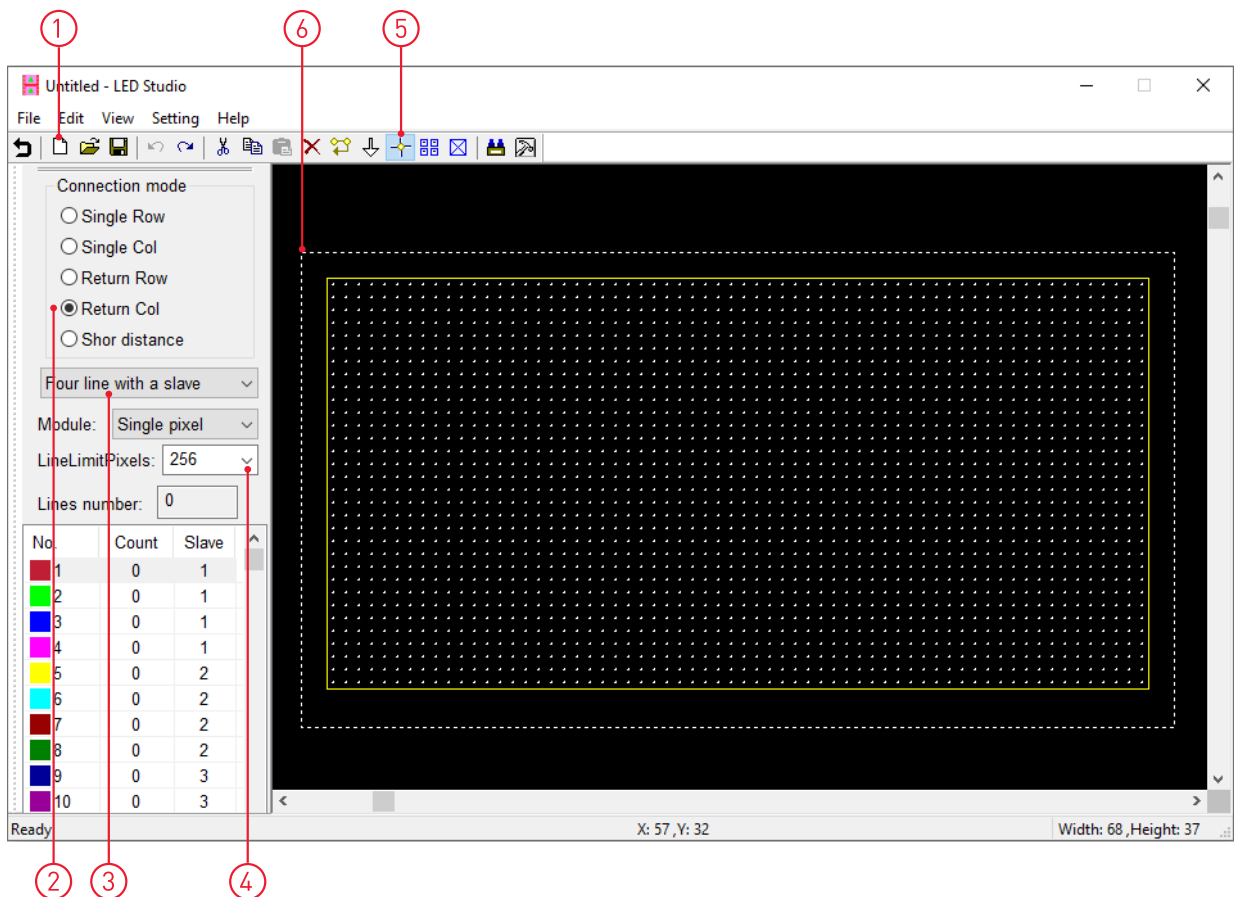 1 6 5
Untitled - LED Studio
File Edit View Setting Help
Connection mode
Single Row
Single Col
Return Row
Return Col
Shor distance
Four line with a slave
Module: Single pixel
LineLimitPixels: 256
Lines number: 0
No. Count Slave
1 0 1
2 0 1
3 0 1
4 0 1
5 0 2
6 0 2
7 0 2
8 0 2
9 0 3
10 0 3
Ready X: 57 ,Y: 32 Width: 68 ,Height: 37
2 3 4